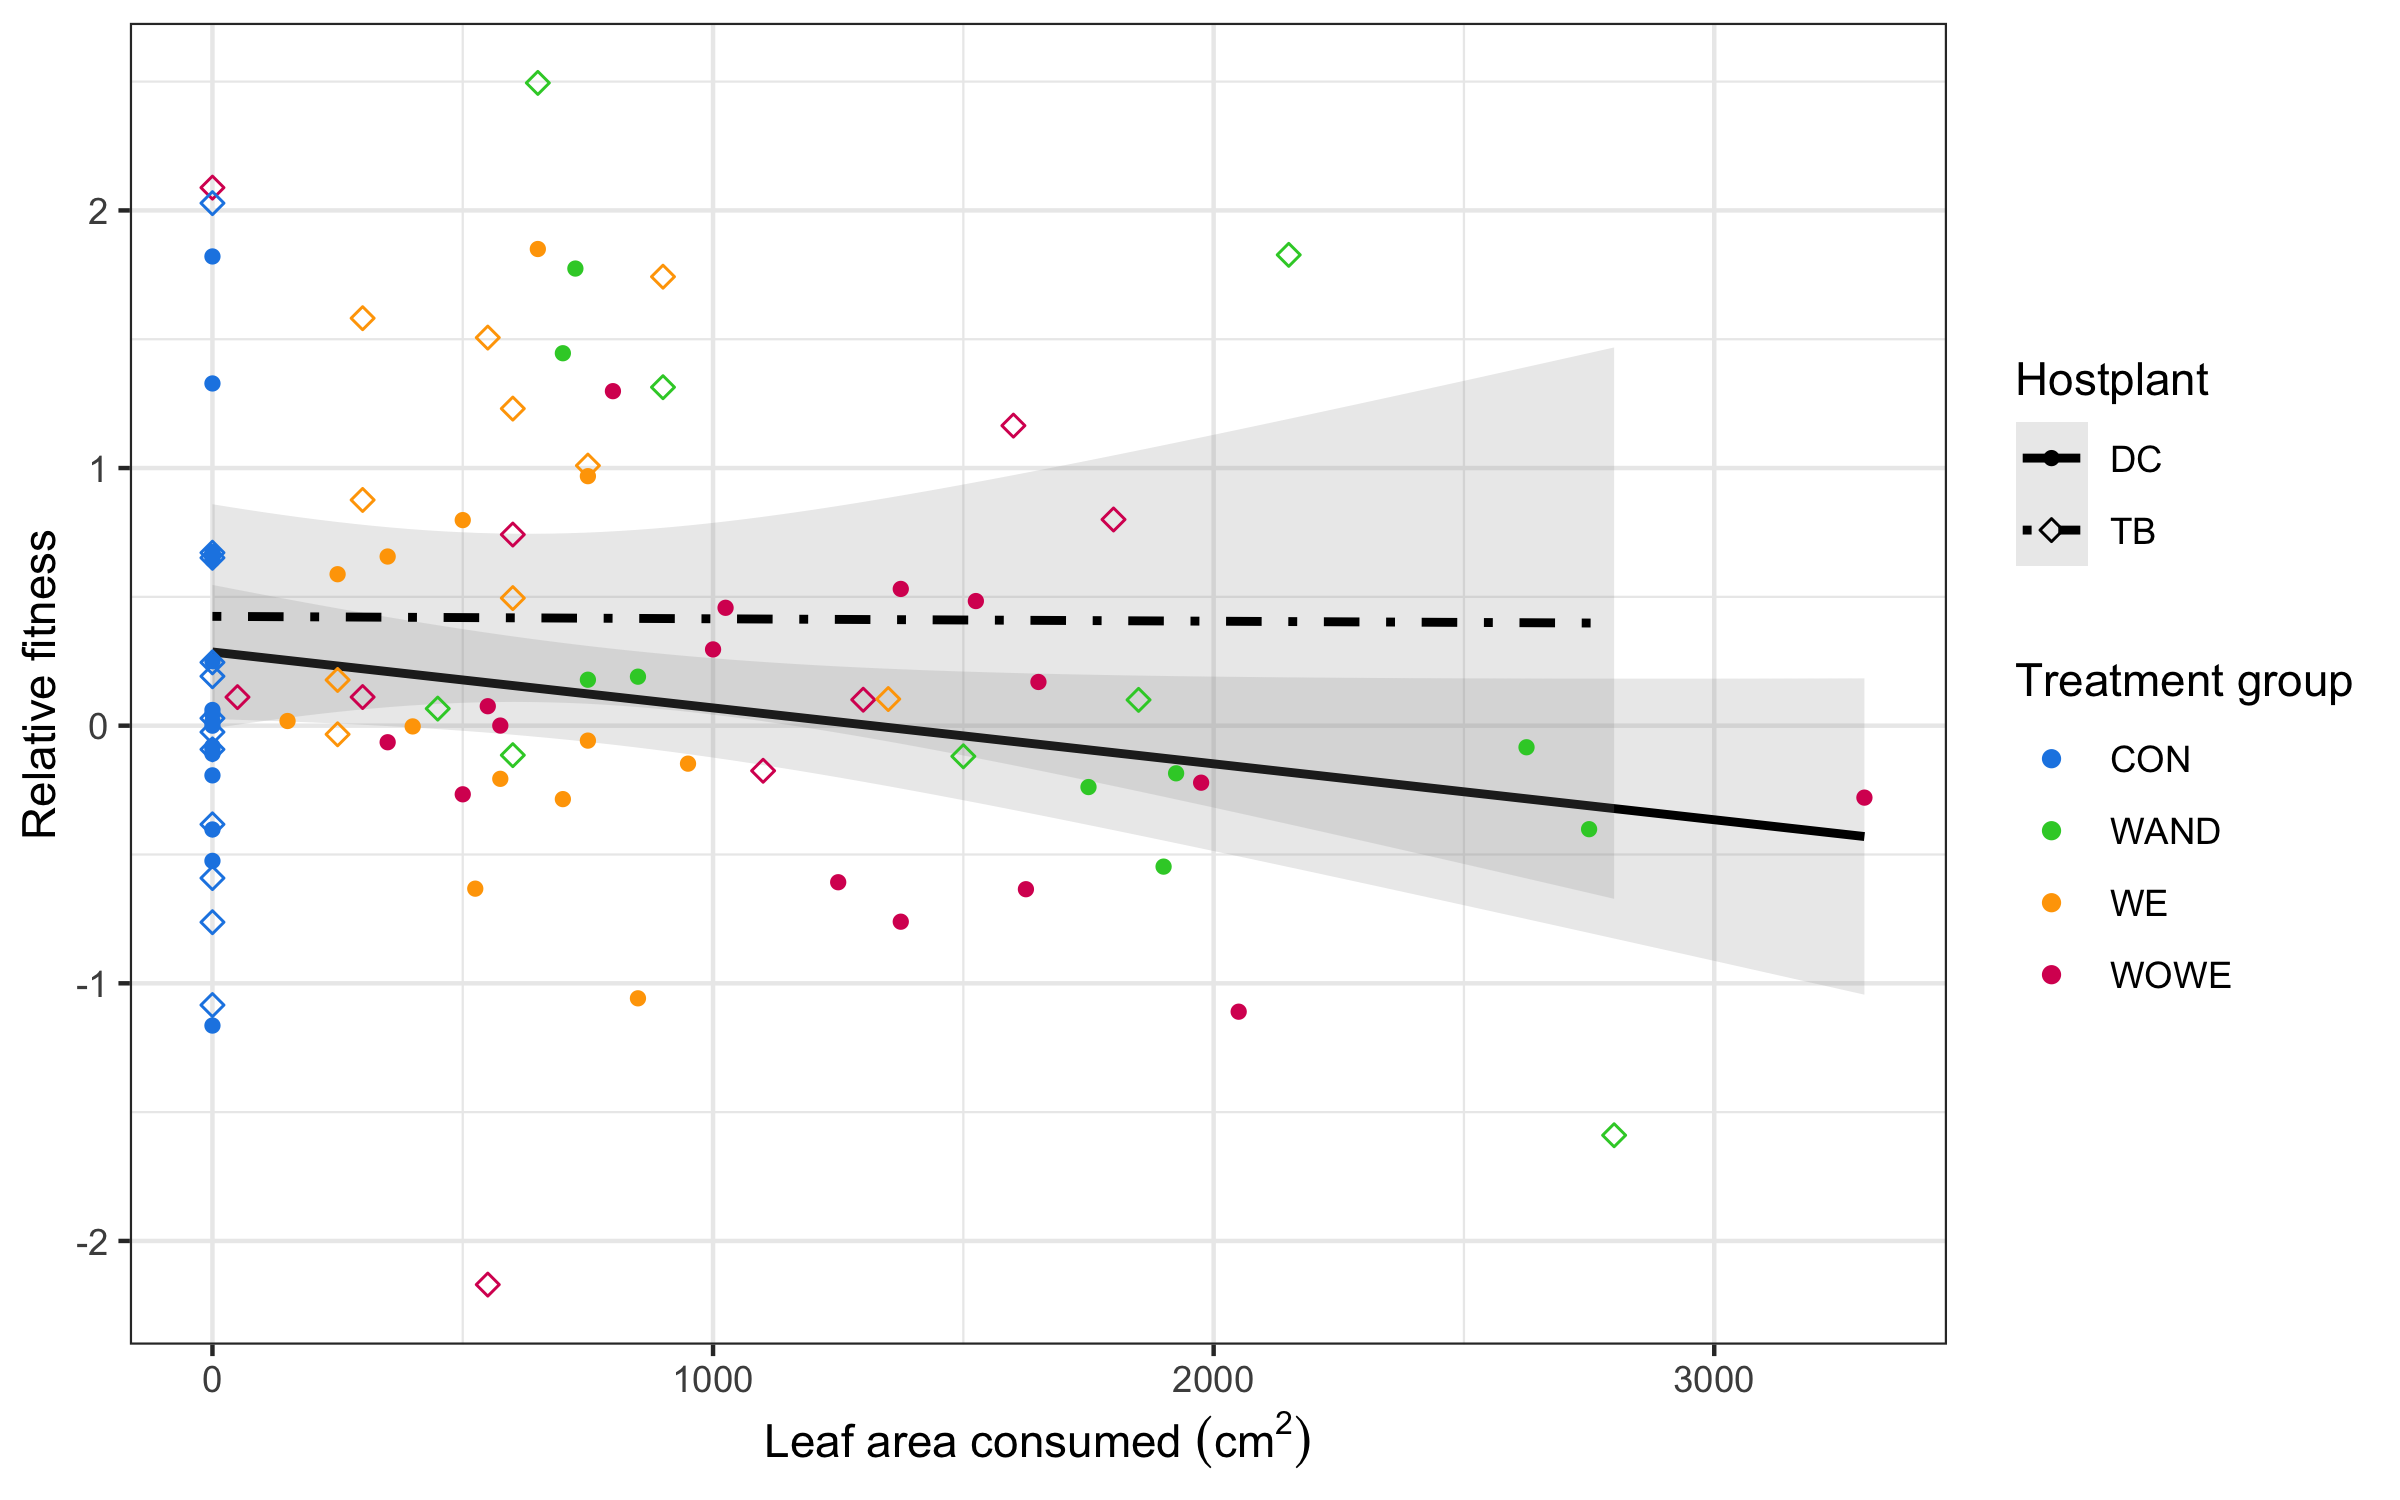 Relative fitness
2
1
0
-1
-2
0 1000 2000 3000
Leaf area consumed (cm²)
Hostplant
DC
TB
Treatment group
CON
WAND
WE
WOWE